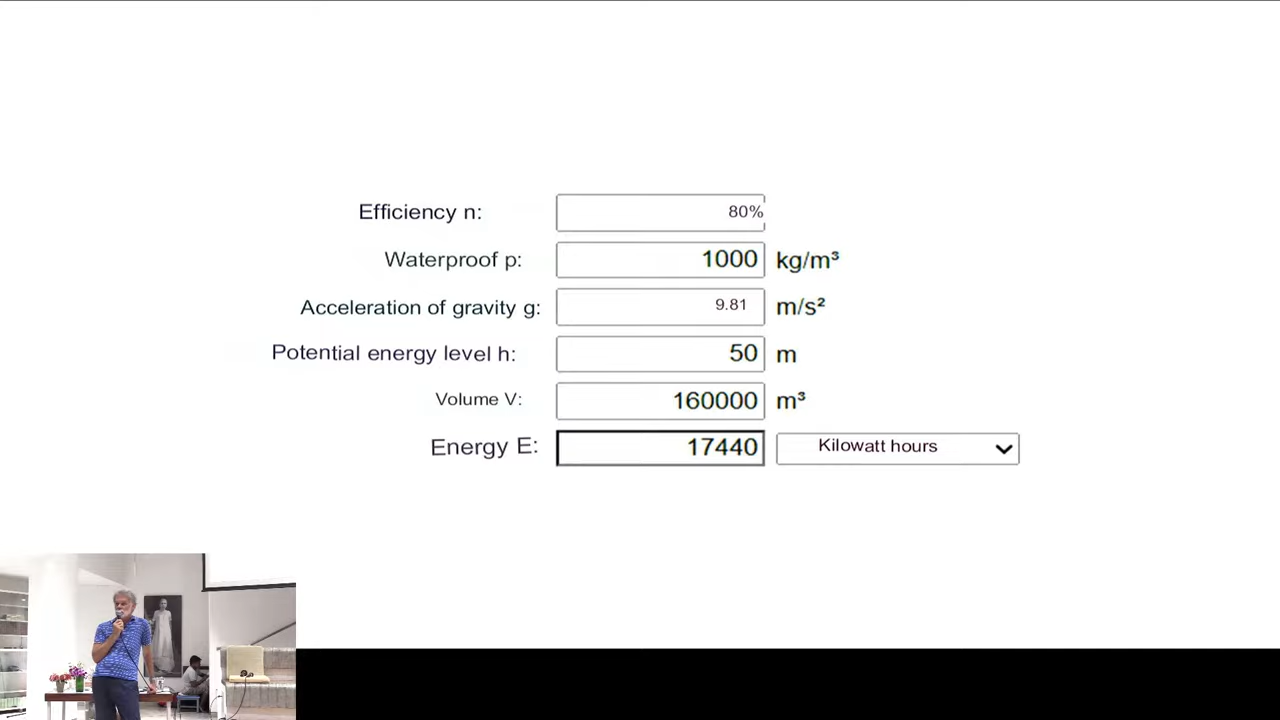 Efficiency n: 80%
Waterproof p: 1000 kg/m³
Acceleration of gravity g: 9.81 m/s²
Potential energy level h: 50 m
Volume V: 160000 m³
Energy E: 17440 Kilowatt hours